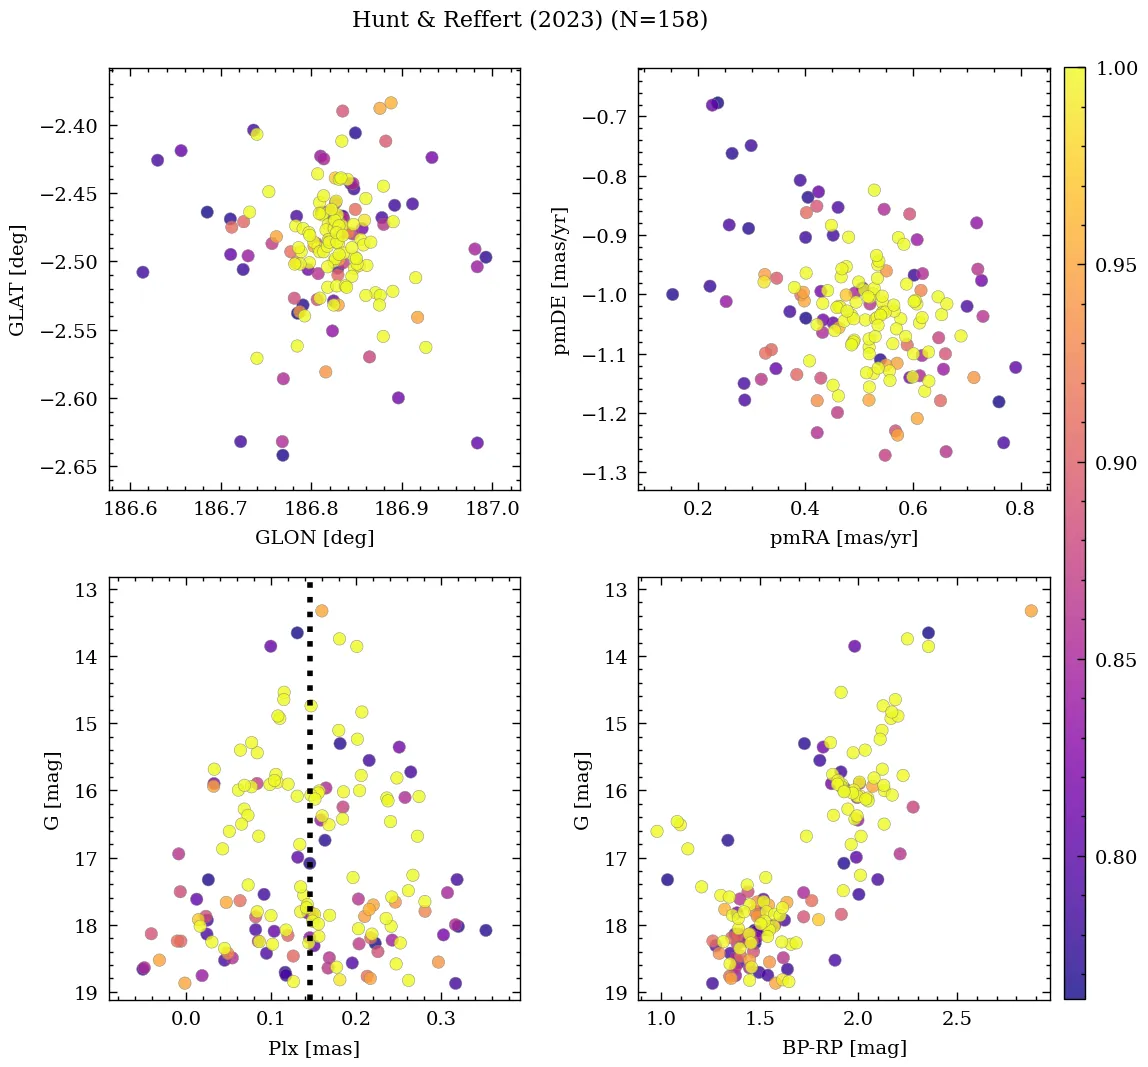 Hunt & Reffert (2023) (N=158)
−2.40
−2.45
−2.50
−2.55
−2.60
−2.65
GLAT [deg]
186.6 186.7 186.8 186.9 187.0
GLON [deg]
−0.7
−0.8
−0.9
−1.0
−1.1
−1.2
−1.3
pmDE [mas/yr]
0.2 0.4 0.6 0.8
pmRA [mas/yr]
1.00
0.95
0.90
0.85
0.80
13
14
15
16
17
18
19
G [mag]
0.0 0.1 0.2 0.3
Plx [mas]
13
14
15
16
17
18
19
G [mag]
1.0 1.5 2.0 2.5
BP-RP [mag]